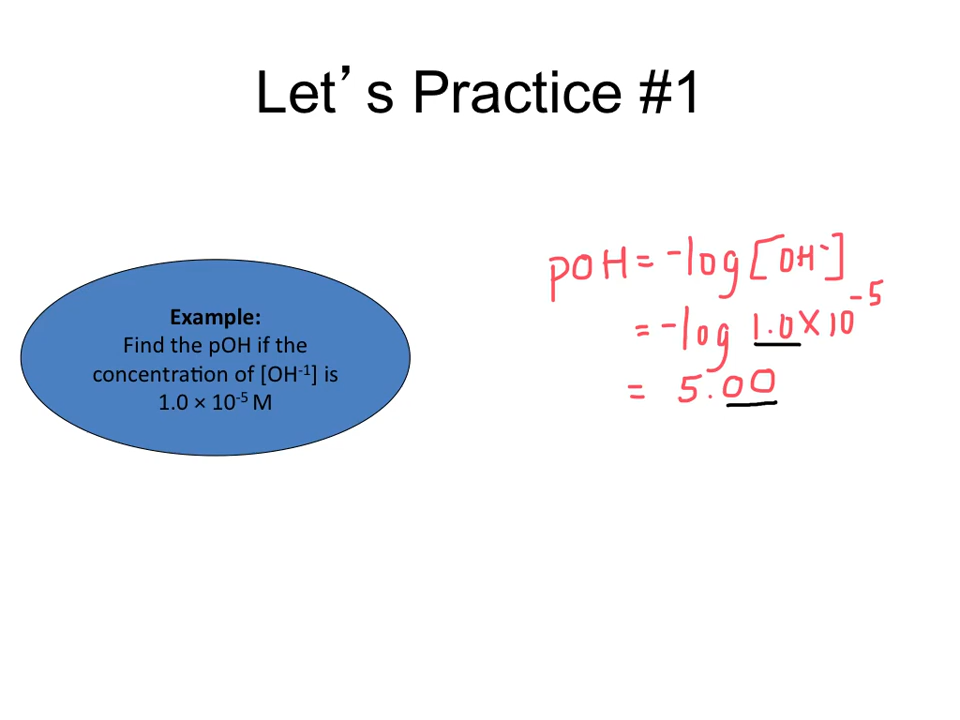 Let’s Practice #1
Example:
Find the pOH if the
concentration of [OH⁻¹] is
1.0 × 10⁻⁵ M
pOH = -log [OH⁻]
= -log 1.0 × 10⁻⁵
= 5.00